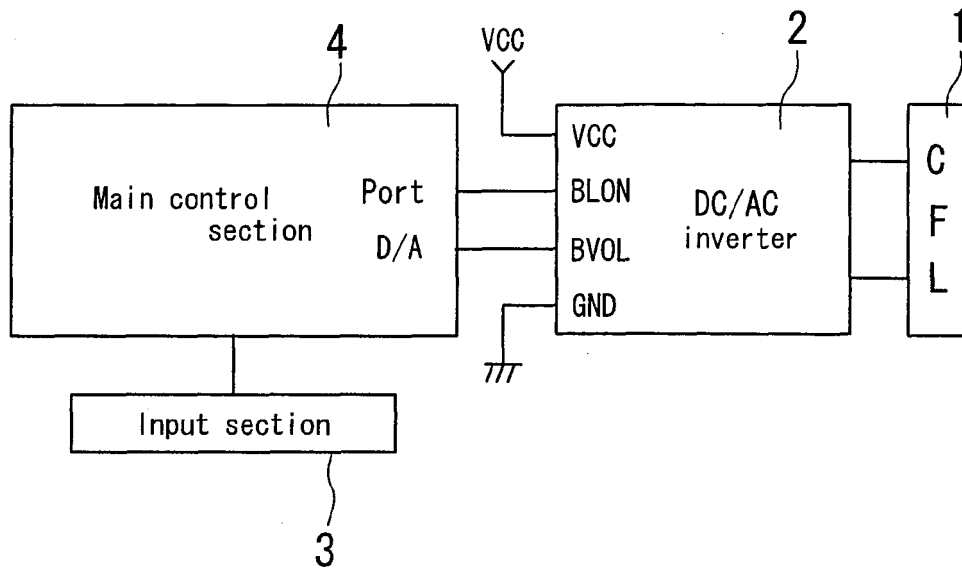 4
VCC
2
1
Main control
section
Port
D/A
VCC
BLON
BVOL
GND
DC/AC
inverter
C
F
L
Input section
3